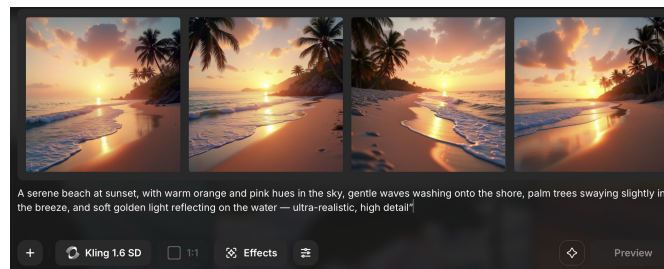 A serene beach at sunset, with warm orange and pink hues in the sky, gentle waves washing onto the shore, palm trees swaying slightly in
the breeze, and soft golden light reflecting on the water — ultra-realistic, high detail"
Kling 1.6 SD 1:1 Effects Preview